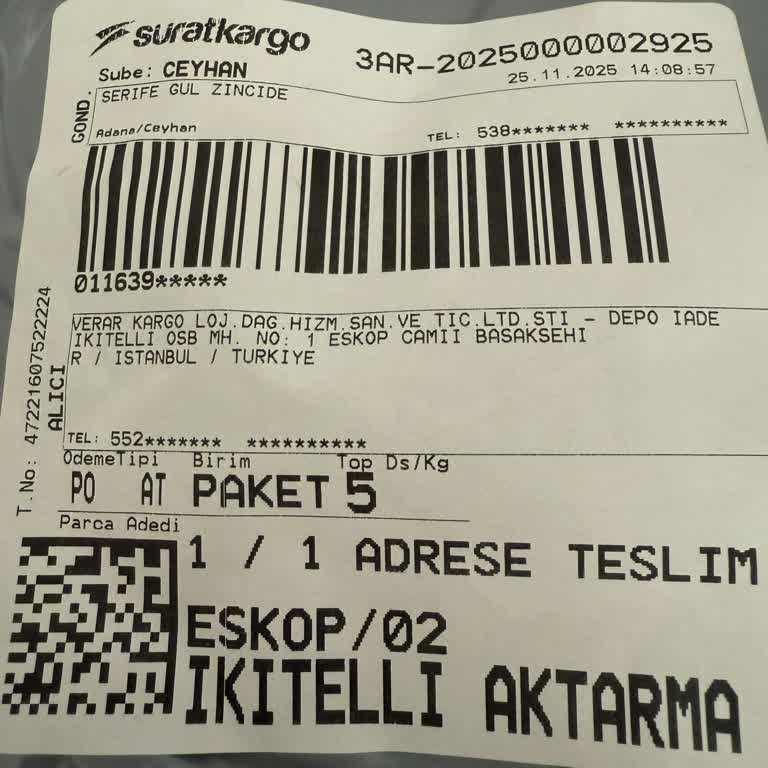 suratkargo
3AR-2025000002925
Sube: CEYHAN
25.11.2025 14:08:57
GOND.
SERIFE GUL ZINCIDE
Adana/Ceyhan
TEL: 538******* **********
011639*****
VERAR KARGO LOJ.DAG.HIZM.SAN.VE TIC.LTD.STI - DEPO IADE
IKITELLI OSB MH. NO: 1 ESKOP CAMII BASAKSEHI
R / ISTANBUL / TURKIYE
ALICI
T.No: 47221607522224
TEL: 552******* **********
OdemeTipi Birim Top Ds/Kg
PO AT PAKET 5
Parca Adedi
1 / 1 ADRESE TESLIM
ESKOP/02
IKITELLI AKTARMA